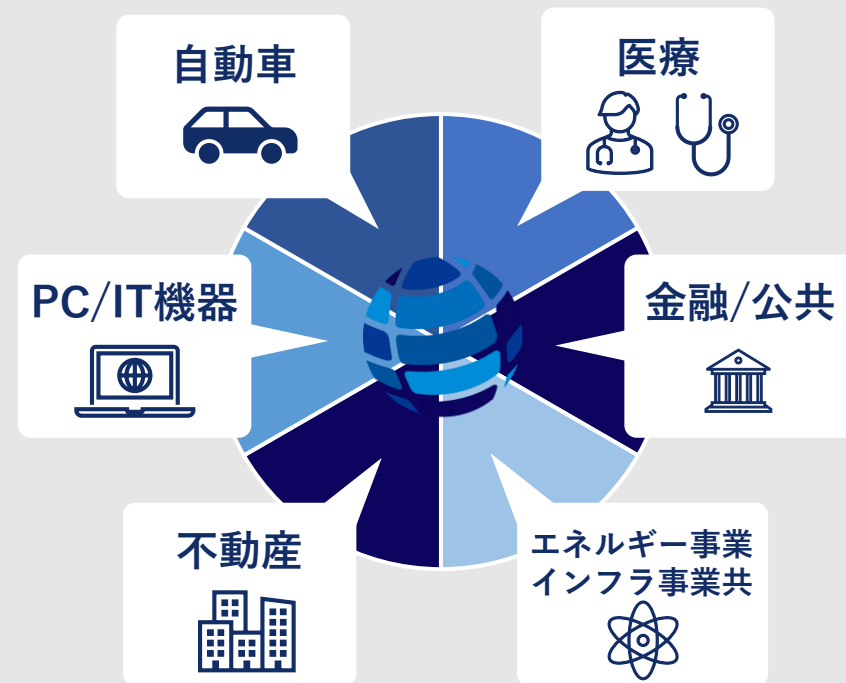 自動車
医療
PC/IT機器
金融/公共
不動産
エネルギー事業
インフラ事業共